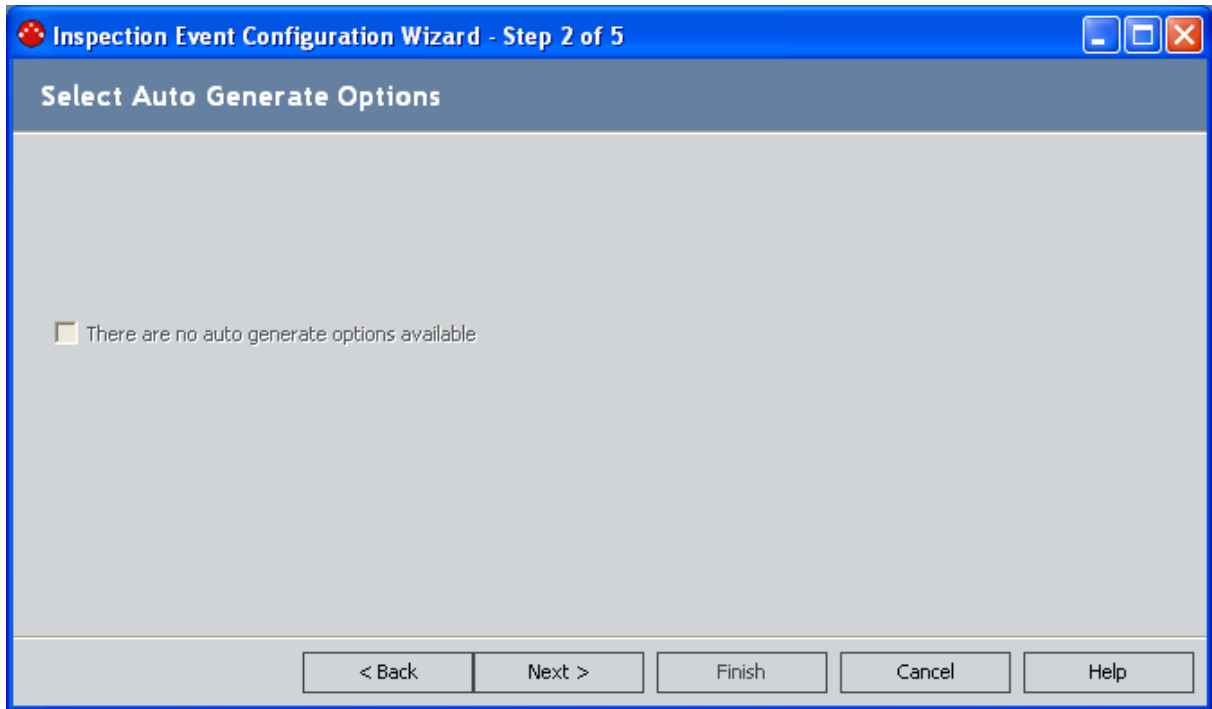 Inspection Event Configuration Wizard - Step 2 of 5
Select Auto Generate Options
There are no auto generate options available
< Back Next > Finish Cancel Help